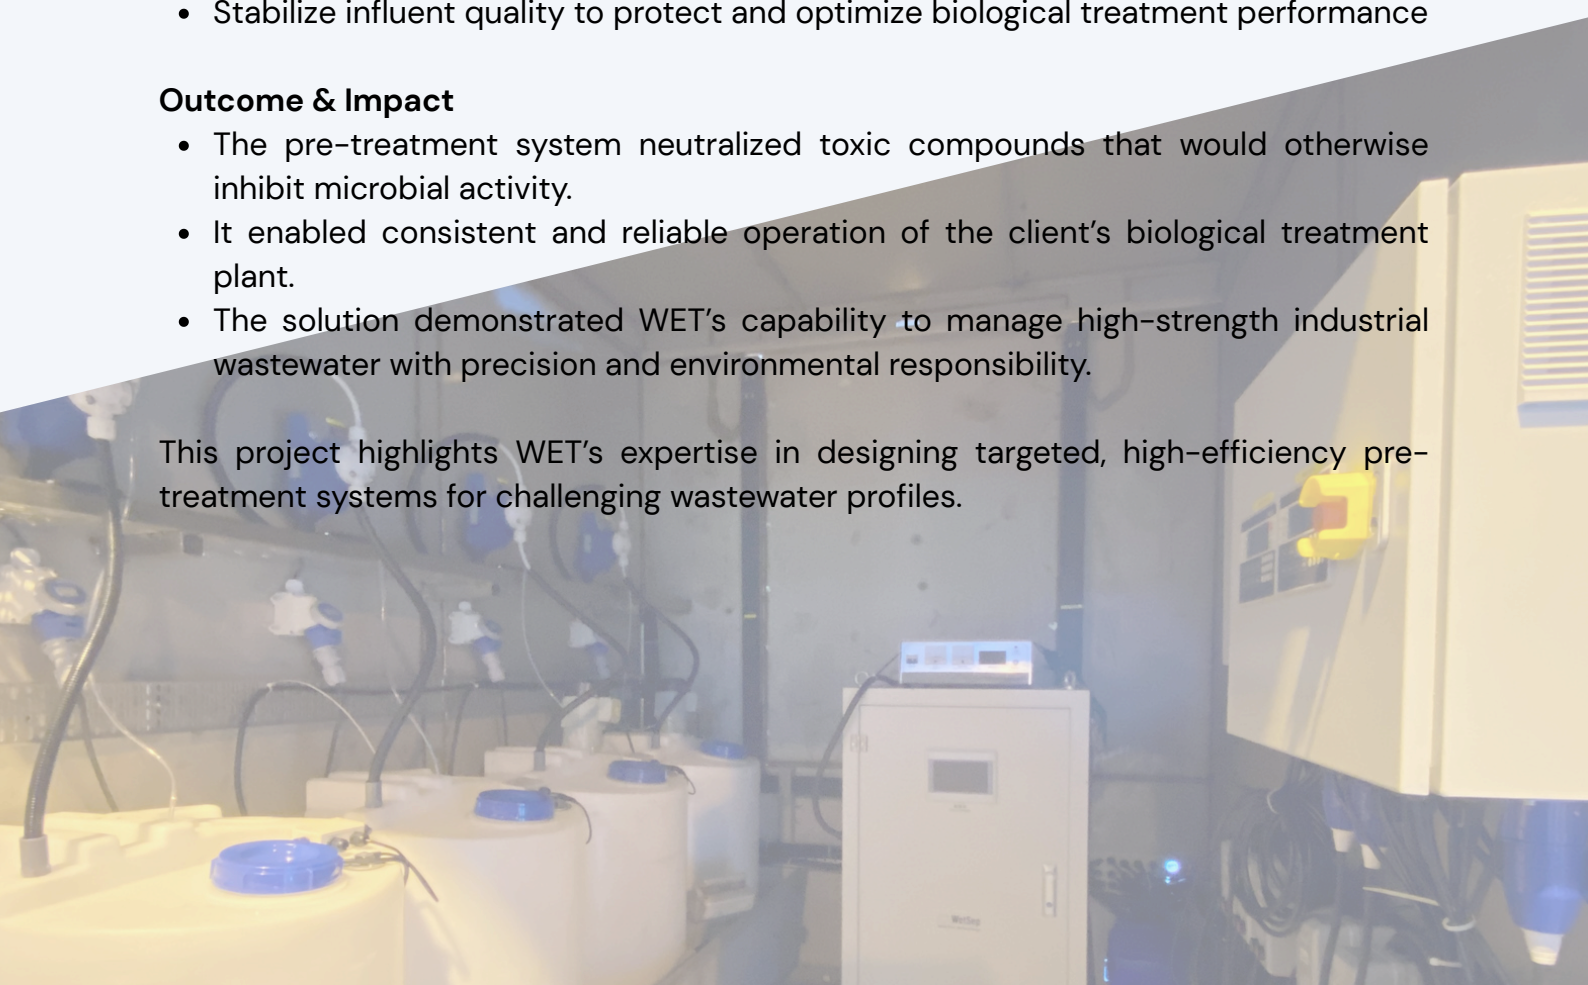 • Stabilize influent quality to protect and optimize biological treatment performance
Outcome & Impact
• The pre-treatment system neutralized toxic compounds that would otherwise
inhibit microbial activity.
• It enabled consistent and reliable operation of the client’s biological treatment
plant.
• The solution demonstrated WET’s capability to manage high-strength industrial
wastewater with precision and environmental responsibility.
This project highlights WET’s expertise in designing targeted, high-efficiency pre-
treatment systems for challenging wastewater profiles.